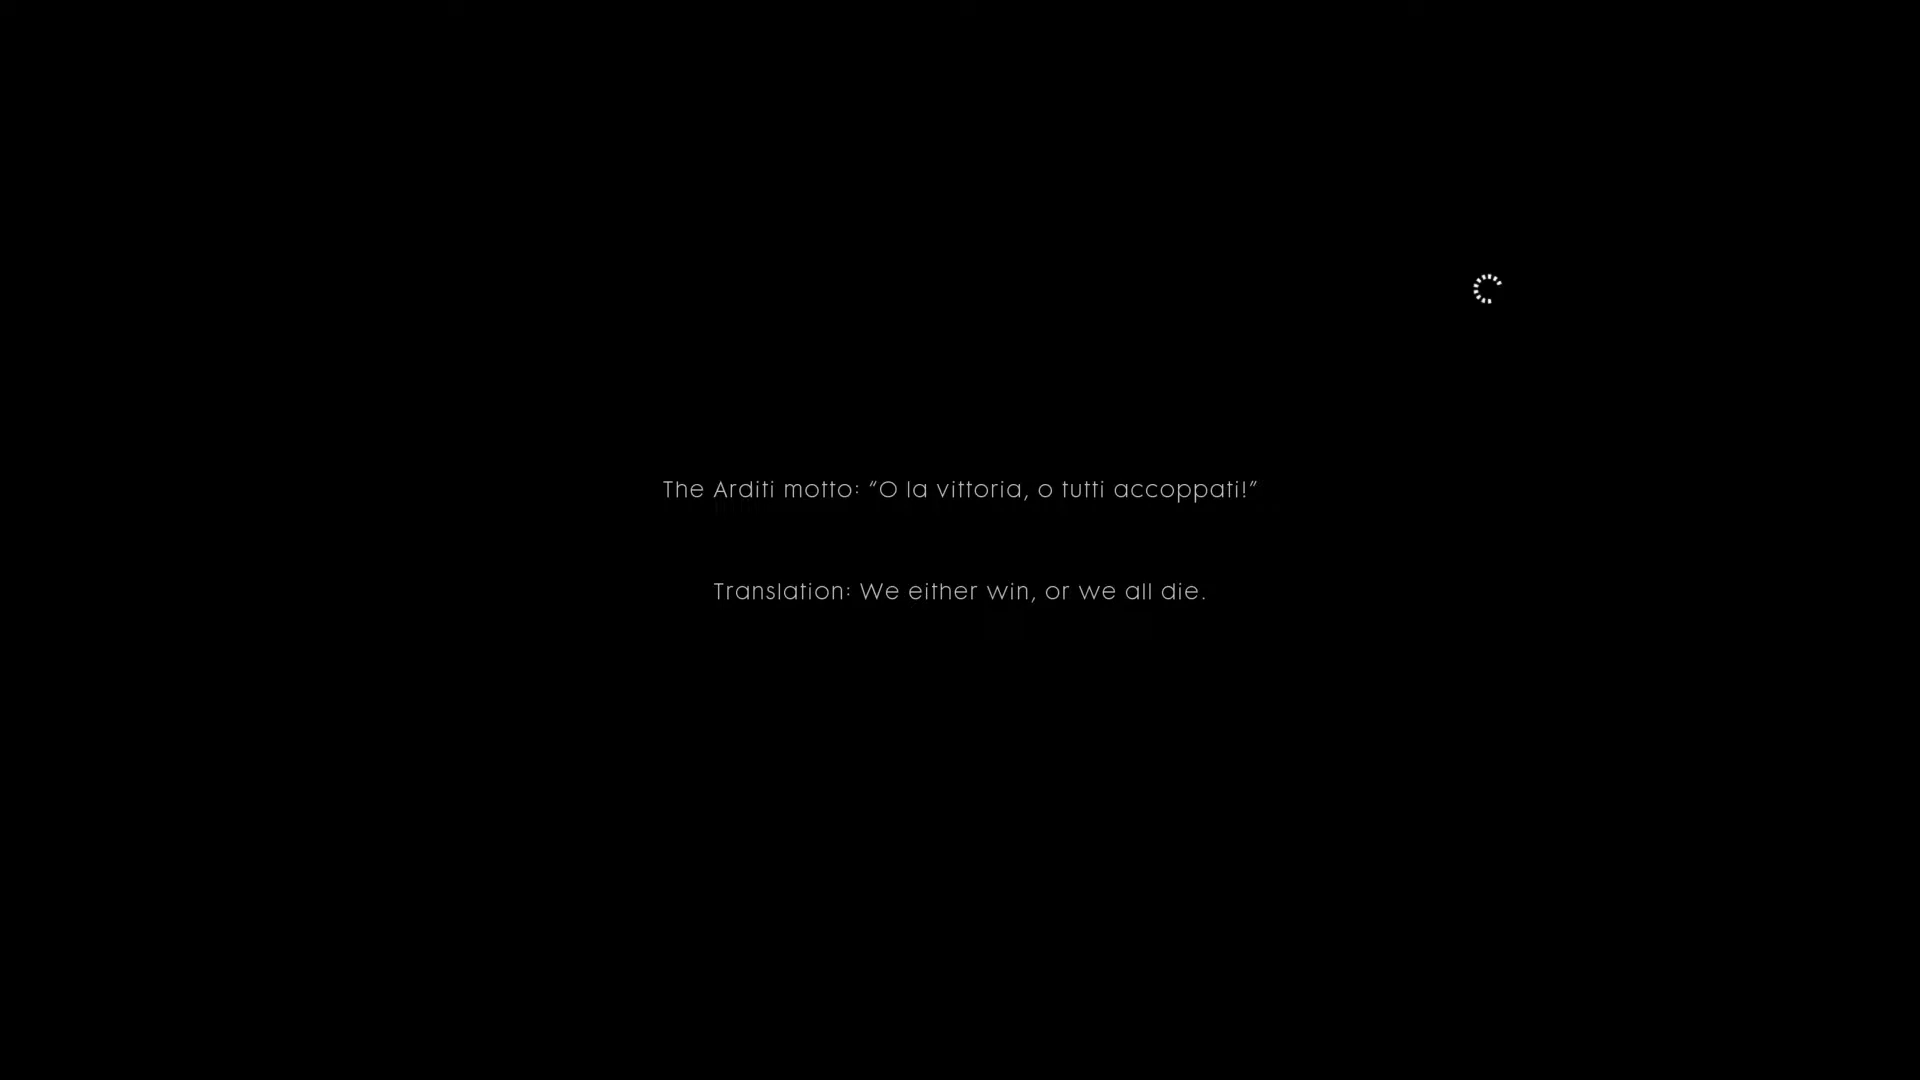 The Arditi motto: “O la vittoria, o tutti accoppati!”
Translation: We either win, or we all die.